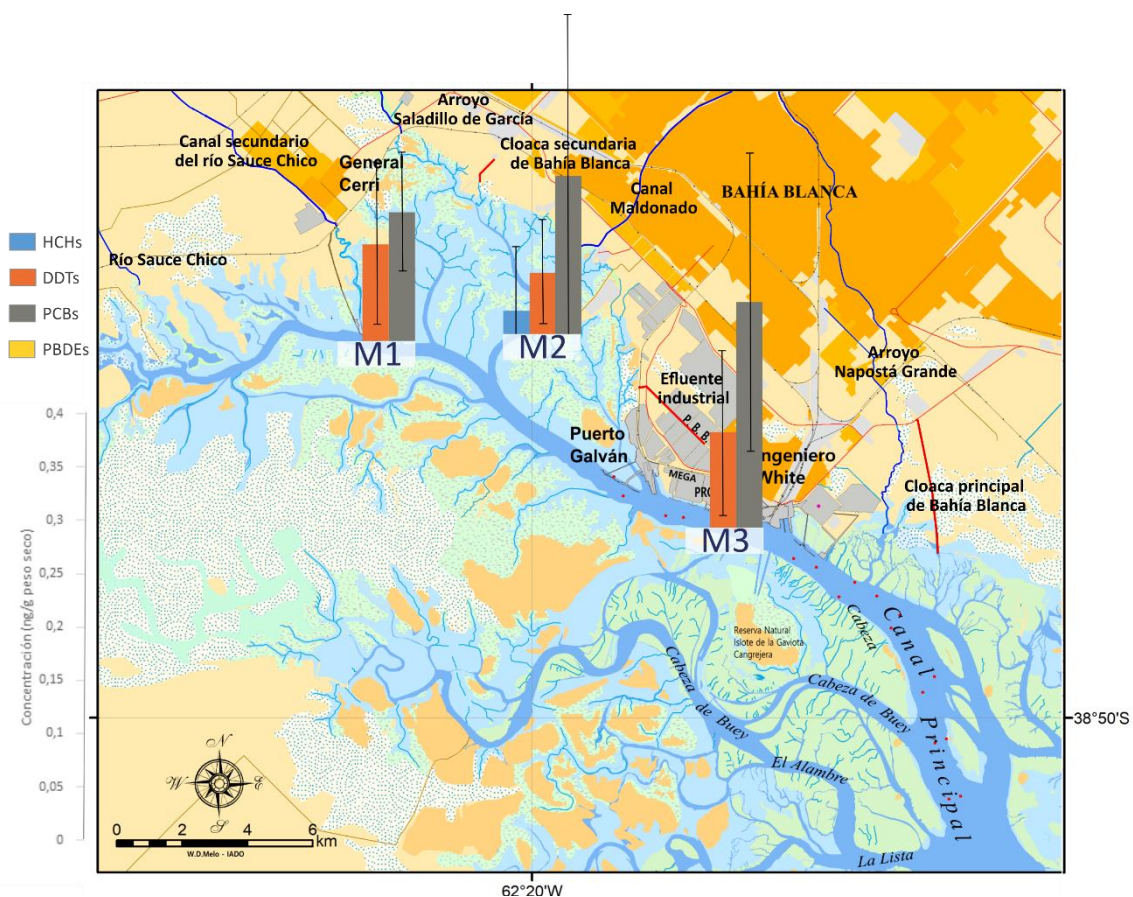 Arroyo
Saladillo de García
Canal secundario
del río Sauce Chico
Cloaca secundaria
de Bahía Blanca
General
Cerri
Canal
Maldonado
BAHÍA BLANCA
HCHs
DDTs
PCBs
PBDEs
Río Sauce Chico
M1
M2
Arroyo
Napostá Grande
Efluente
industrial
P.B.B.
0,4
Puerto
Galván
ngeniero
White
MEGA
PRO
Cloaca principal
de Bahía Blanca
0,35
0,3
M3
0,25
0,2
0,15
0,1
0,05
0
Concentración (ng/g peso seco)
Reserva Natural
Islote de la Gaviota
Cangrejera
Cabeza
Canal Principal
Cabeza de Buey
Cabeza de Buey
El Alambre
La Lista
38°50'S
N
W E
S
0 2 4 6
km
W.D.Melo - IADO
62°20'W